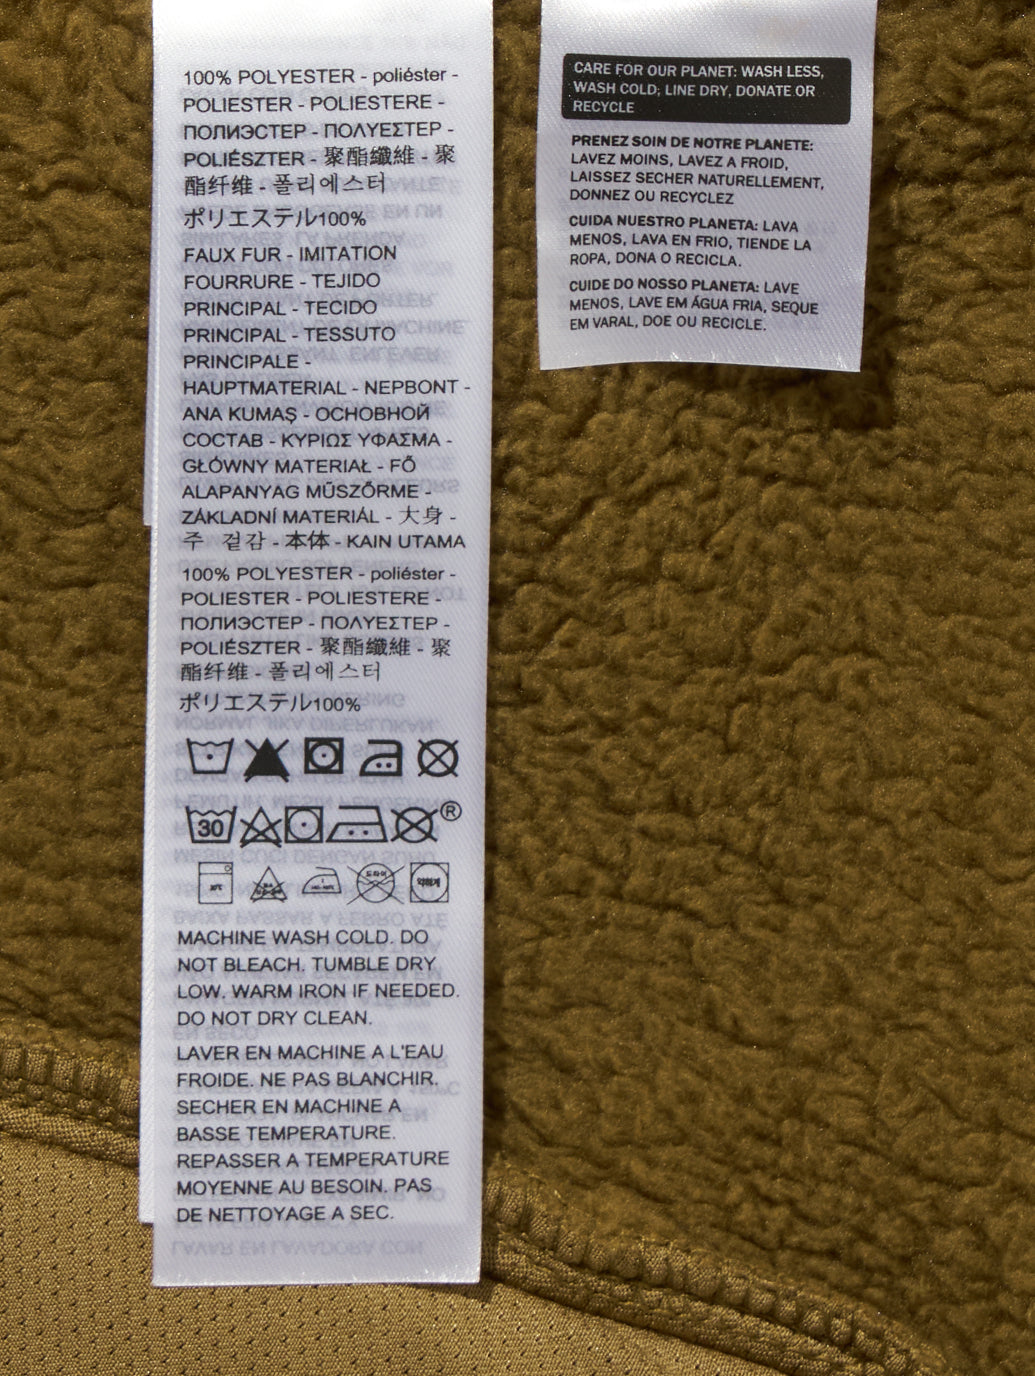 100% POLYESTER - poliéster -
POLIESTER - POLIESTERE -
ПОЛИЭСТЕР - ΠΟΛΥΕΣΤΕΡ -
POLIÉSZTER - 聚酯纖維 - 聚
酯纤维 - 폴리에스터
ポリエステル100%
FAUX FUR - IMITATION
FOURRURE - TEJIDO
PRINCIPAL - TECIDO
PRINCIPAL - TESSUTO
PRINCIPALE -
HAUPTMATERIAL - NEPBONT -
ANA KUMAŞ - ОСНОВНОЙ
СОСТАВ - ΚΥΡΙΩΣ ΥΦΑΣΜΑ -
GŁÓWNY MATERIAŁ - FŐ
ALAPANYAG MŰSZŐRME -
ZÁKLADNÍ MATERIÁL - 大身 -
주 겉감 - 本体 - KAIN UTAMA
100% POLYESTER - poliéster -
POLIESTER - POLIESTERE -
ПОЛИЭСТЕР - ΠΟΛΥΕΣΤΕΡ -
POLIÉSZTER - 聚酯纖維 - 聚
酯纤维 - 폴리에스터
ポリエステル100%
30 ®
드라이 약하게
MACHINE WASH COLD. DO
NOT BLEACH. TUMBLE DRY
LOW. WARM IRON IF NEEDED.
DO NOT DRY CLEAN.
LAVER EN MACHINE A L'EAU
FROIDE. NE PAS BLANCHIR.
SECHER EN MACHINE A
BASSE TEMPERATURE.
REPASSER A TEMPERATURE
MOYENNE AU BESOIN. PAS
DE NETTOYAGE A SEC.
CARE FOR OUR PLANET: WASH LESS,
WASH COLD; LINE DRY, DONATE OR
RECYCLE
PRENEZ SOIN DE NOTRE PLANETE:
LAVEZ MOINS, LAVEZ A FROID,
LAISSEZ SECHER NATURELLEMENT,
DONNEZ OU RECYCLEZ
CUIDA NUESTRO PLANETA: LAVA
MENOS, LAVA EN FRIO, TIENDE LA
ROPA, DONA O RECICLA.
CUIDE DO NOSSO PLANETA: LAVE
MENOS, LAVE EM ÁGUA FRIA, SEQUE
EM VARAL, DOE OU RECICLE.